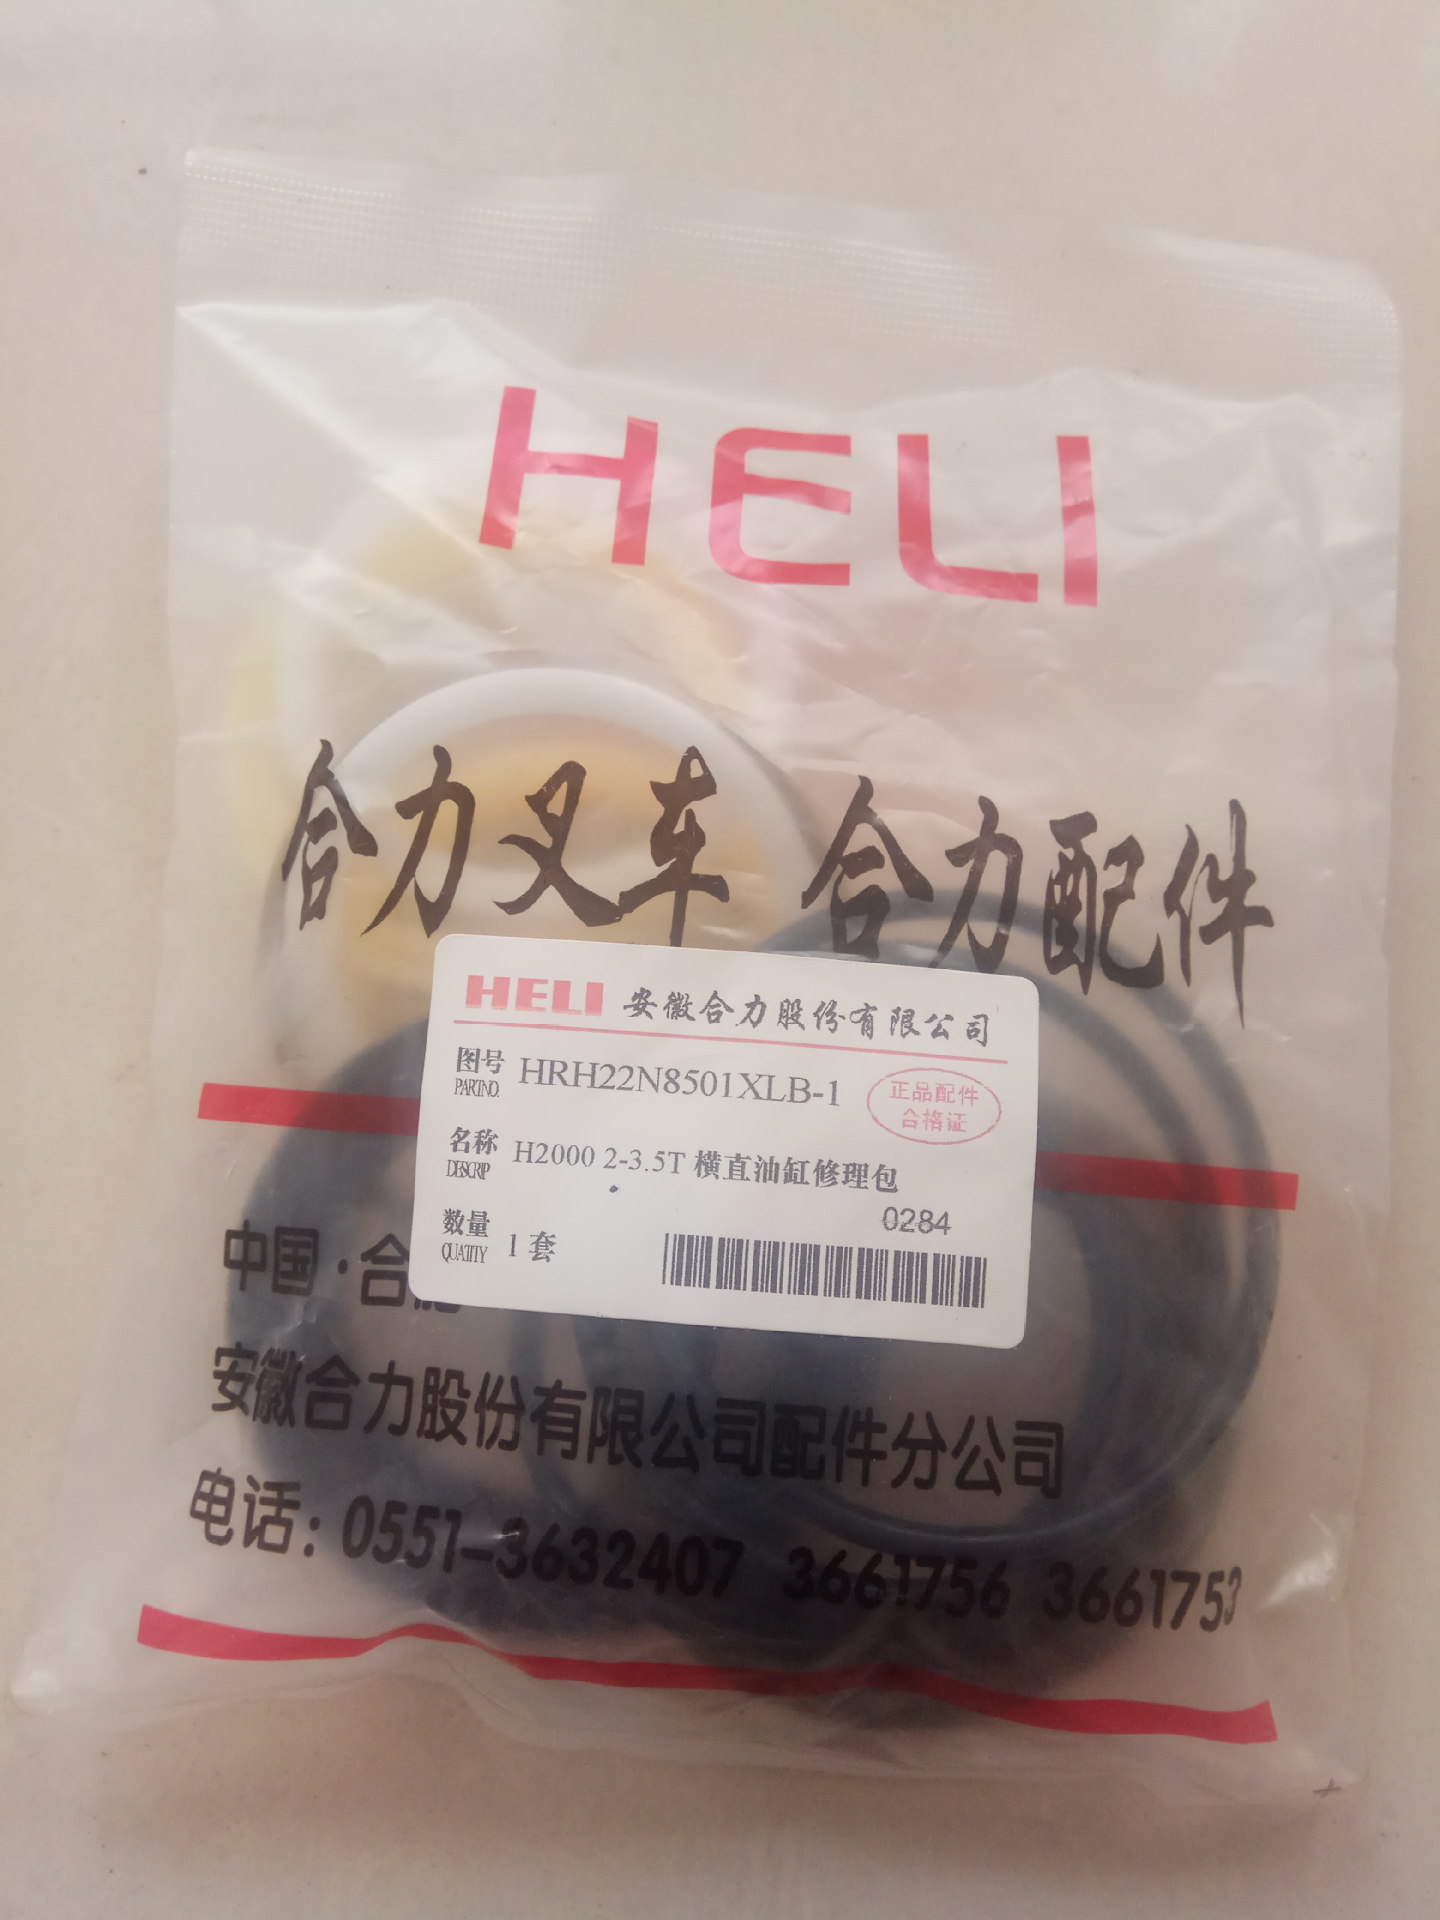 HELI
合力叉车 合力配件
HELI 安徽合力股份有限公司
图号 HRH22N8501XLB-1
PART.NO.
正品配件
合格证
名称 H2000 2-3.5T 横直油缸修理包
DESCRIP
0284
数量 1 套
QUATITY
中国·合肥
安徽合力股份有限公司配件分公司
电话：0551-3632407 3661756 3661753